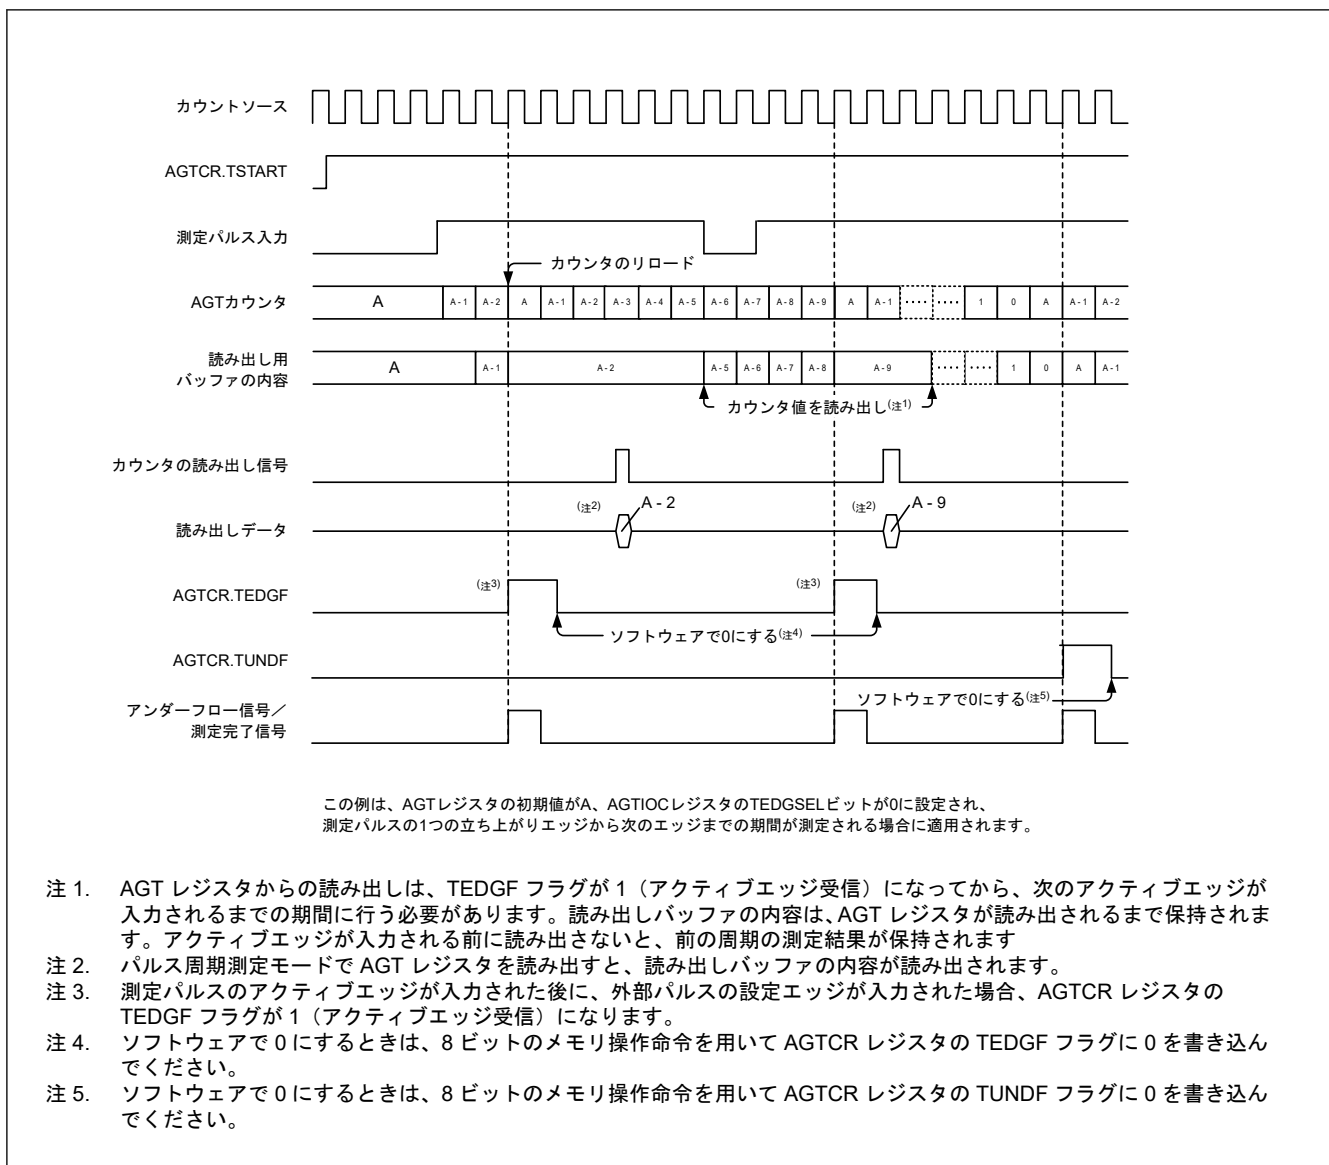 カウントソース
AGTCR.TSTART
測定パルス入力
カウンタのリロード
AGTカウンタ
A A-1 A-2 A A-1 A-2 A-3 A-4 A-5 A-6 A-7 A-8 A-9 A A-1 ···· ···· 1 0 A A-1 A-2
読み出し用
バッファの内容
A A-1 A-2 A-5 A-6 A-7 A-8 A-9 ···· ···· 1 0 A A-1
カウンタ値を読み出し(注1)
カウンタの読み出し信号
(注2) A-2 (注2) A-9
読み出しデータ
(注3) (注3)
AGTCR.TEDGF
ソフトウェアで0にする(注4)
AGTCR.TUNDF
ソフトウェアで0にする(注5)
アンダーフロー信号／
測定完了信号
この例は、AGTレジスタの初期値がA、AGTIOCレジスタのTEDGSELビットが0に設定され、
測定パルスの1つの立ち上がりエッジから次のエッジまでの期間が測定される場合に適用されます。
注 1. AGT レジスタからの読み出しは、TEDGF フラグが 1（アクティブエッジ受信）になってから、次のアクティブエッジが
入力されるまでの期間に行う必要があります。読み出しバッファの内容は、AGT レジスタが読み出されるまで保持されま
す。アクティブエッジが入力される前に読み出さないと、前の周期の測定結果が保持されます
注 2. パルス周期測定モードで AGT レジスタを読み出すと、読み出しバッファの内容が読み出されます。
注 3. 測定パルスのアクティブエッジが入力された後に、外部パルスの設定エッジが入力された場合、AGTCR レジスタの
TEDGF フラグが 1（アクティブエッジ受信）になります。
注 4. ソフトウェアで 0 にするときは、8 ビットのメモリ操作命令を用いて AGTCR レジスタの TEDGF フラグに 0 を書き込ん
でください。
注 5. ソフトウェアで 0 にするときは、8 ビットのメモリ操作命令を用いて AGTCR レジスタの TUNDF フラグに 0 を書き込ん
でください。